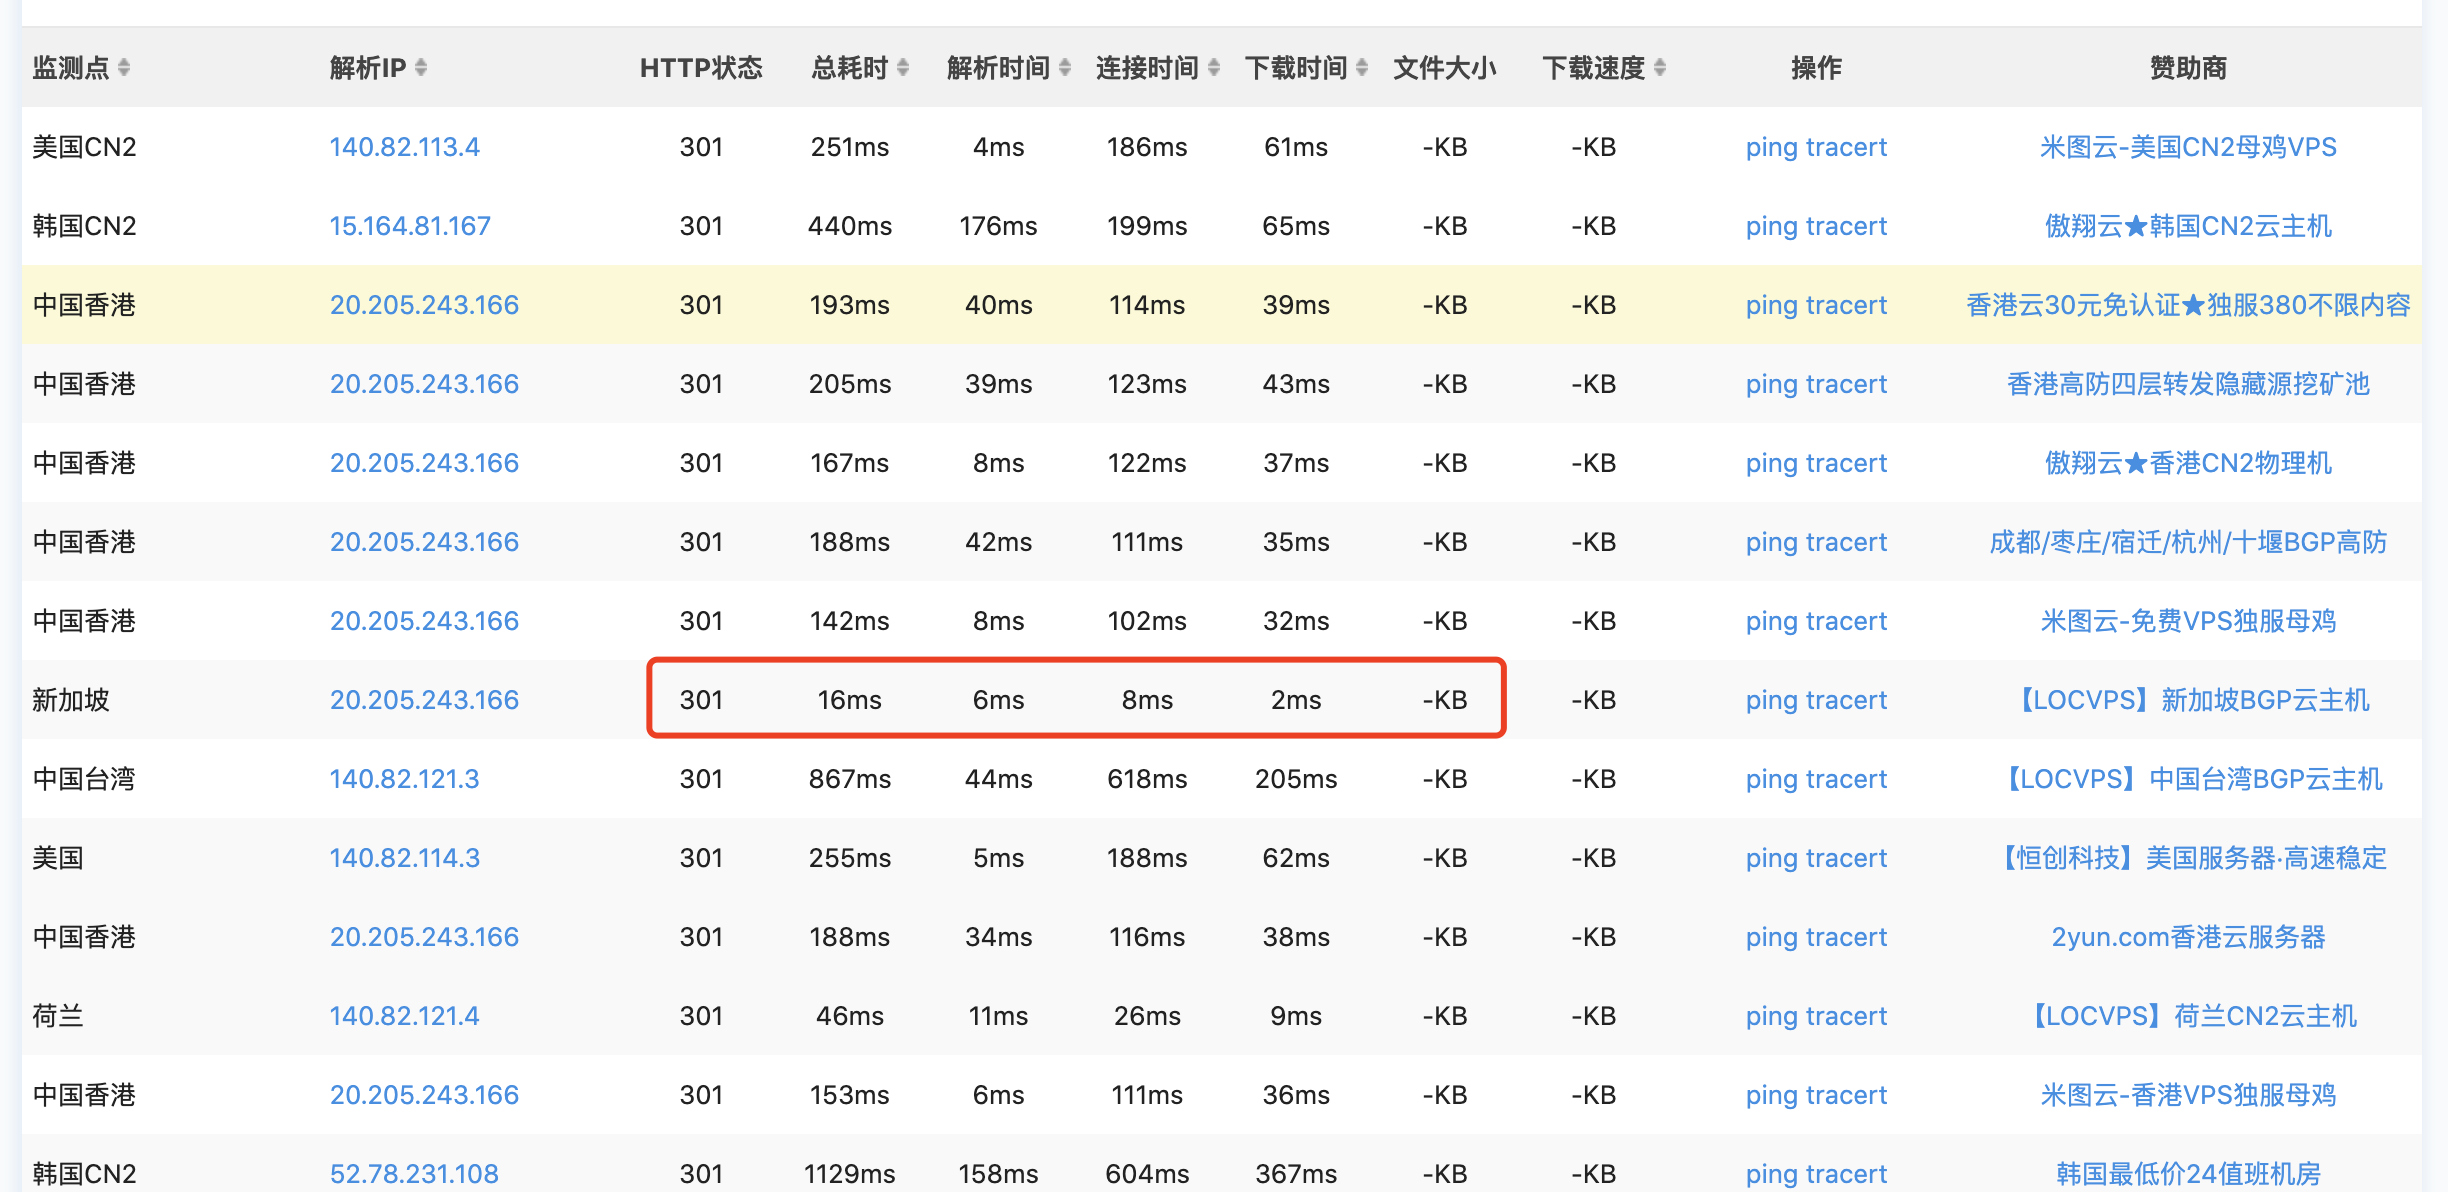 监测点 解析IP HTTP状态 总耗时 解析时间 连接时间 下载时间 文件大小 下载速度 操作 赞助商
美国CN2 140.82.113.4 301 251ms 4ms 186ms 61ms -KB -KB ping tracert 米图云-美国CN2母鸡VPS
韩国CN2 15.164.81.167 301 440ms 176ms 199ms 65ms -KB -KB ping tracert 傲翔云★韩国CN2云主机
中国香港 20.205.243.166 301 193ms 40ms 114ms 39ms -KB -KB ping tracert 香港云30元免认证★独服380不限内容
中国香港 20.205.243.166 301 205ms 39ms 123ms 43ms -KB -KB ping tracert 香港高防四层转发隐藏源挖矿池
中国香港 20.205.243.166 301 167ms 8ms 122ms 37ms -KB -KB ping tracert 傲翔云★香港CN2物理机
中国香港 20.205.243.166 301 188ms 42ms 111ms 35ms -KB -KB ping tracert 成都/枣庄/宿迁/杭州/十堰BGP高防
中国香港 20.205.243.166 301 142ms 8ms 102ms 32ms -KB -KB ping tracert 米图云-免费VPS独服母鸡
新加坡 20.205.243.166 301 16ms 6ms 8ms 2ms -KB -KB ping tracert 【LOCVPS】新加坡BGP云主机
中国台湾 140.82.121.3 301 867ms 44ms 618ms 205ms -KB -KB ping tracert 【LOCVPS】中国台湾BGP云主机
美国 140.82.114.3 301 255ms 5ms 188ms 62ms -KB -KB ping tracert 【恒创科技】美国服务器·高速稳定
中国香港 20.205.243.166 301 188ms 34ms 116ms 38ms -KB -KB ping tracert 2yun.com香港云服务器
荷兰 140.82.121.4 301 46ms 11ms 26ms 9ms -KB -KB ping tracert 【LOCVPS】荷兰CN2云主机
中国香港 20.205.243.166 301 153ms 6ms 111ms 36ms -KB -KB ping tracert 米图云-香港VPS独服母鸡
韩国CN2 52.78.231.108 301 1129ms 158ms 604ms 367ms -KB -KB ping tracert 韩国最低价24值班机房